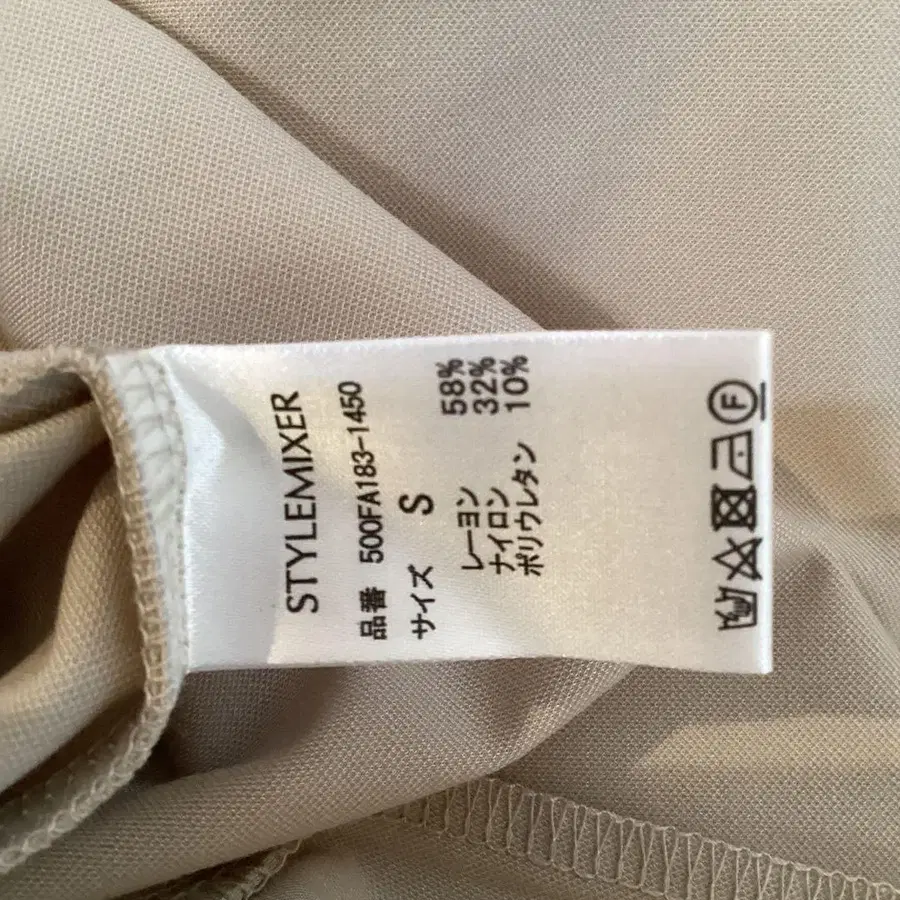 STYLEMIXER
品番 500FA183-1450
サイズ S
レーヨン 58%
ナイロン 32%
ポリウレタン 10%
F